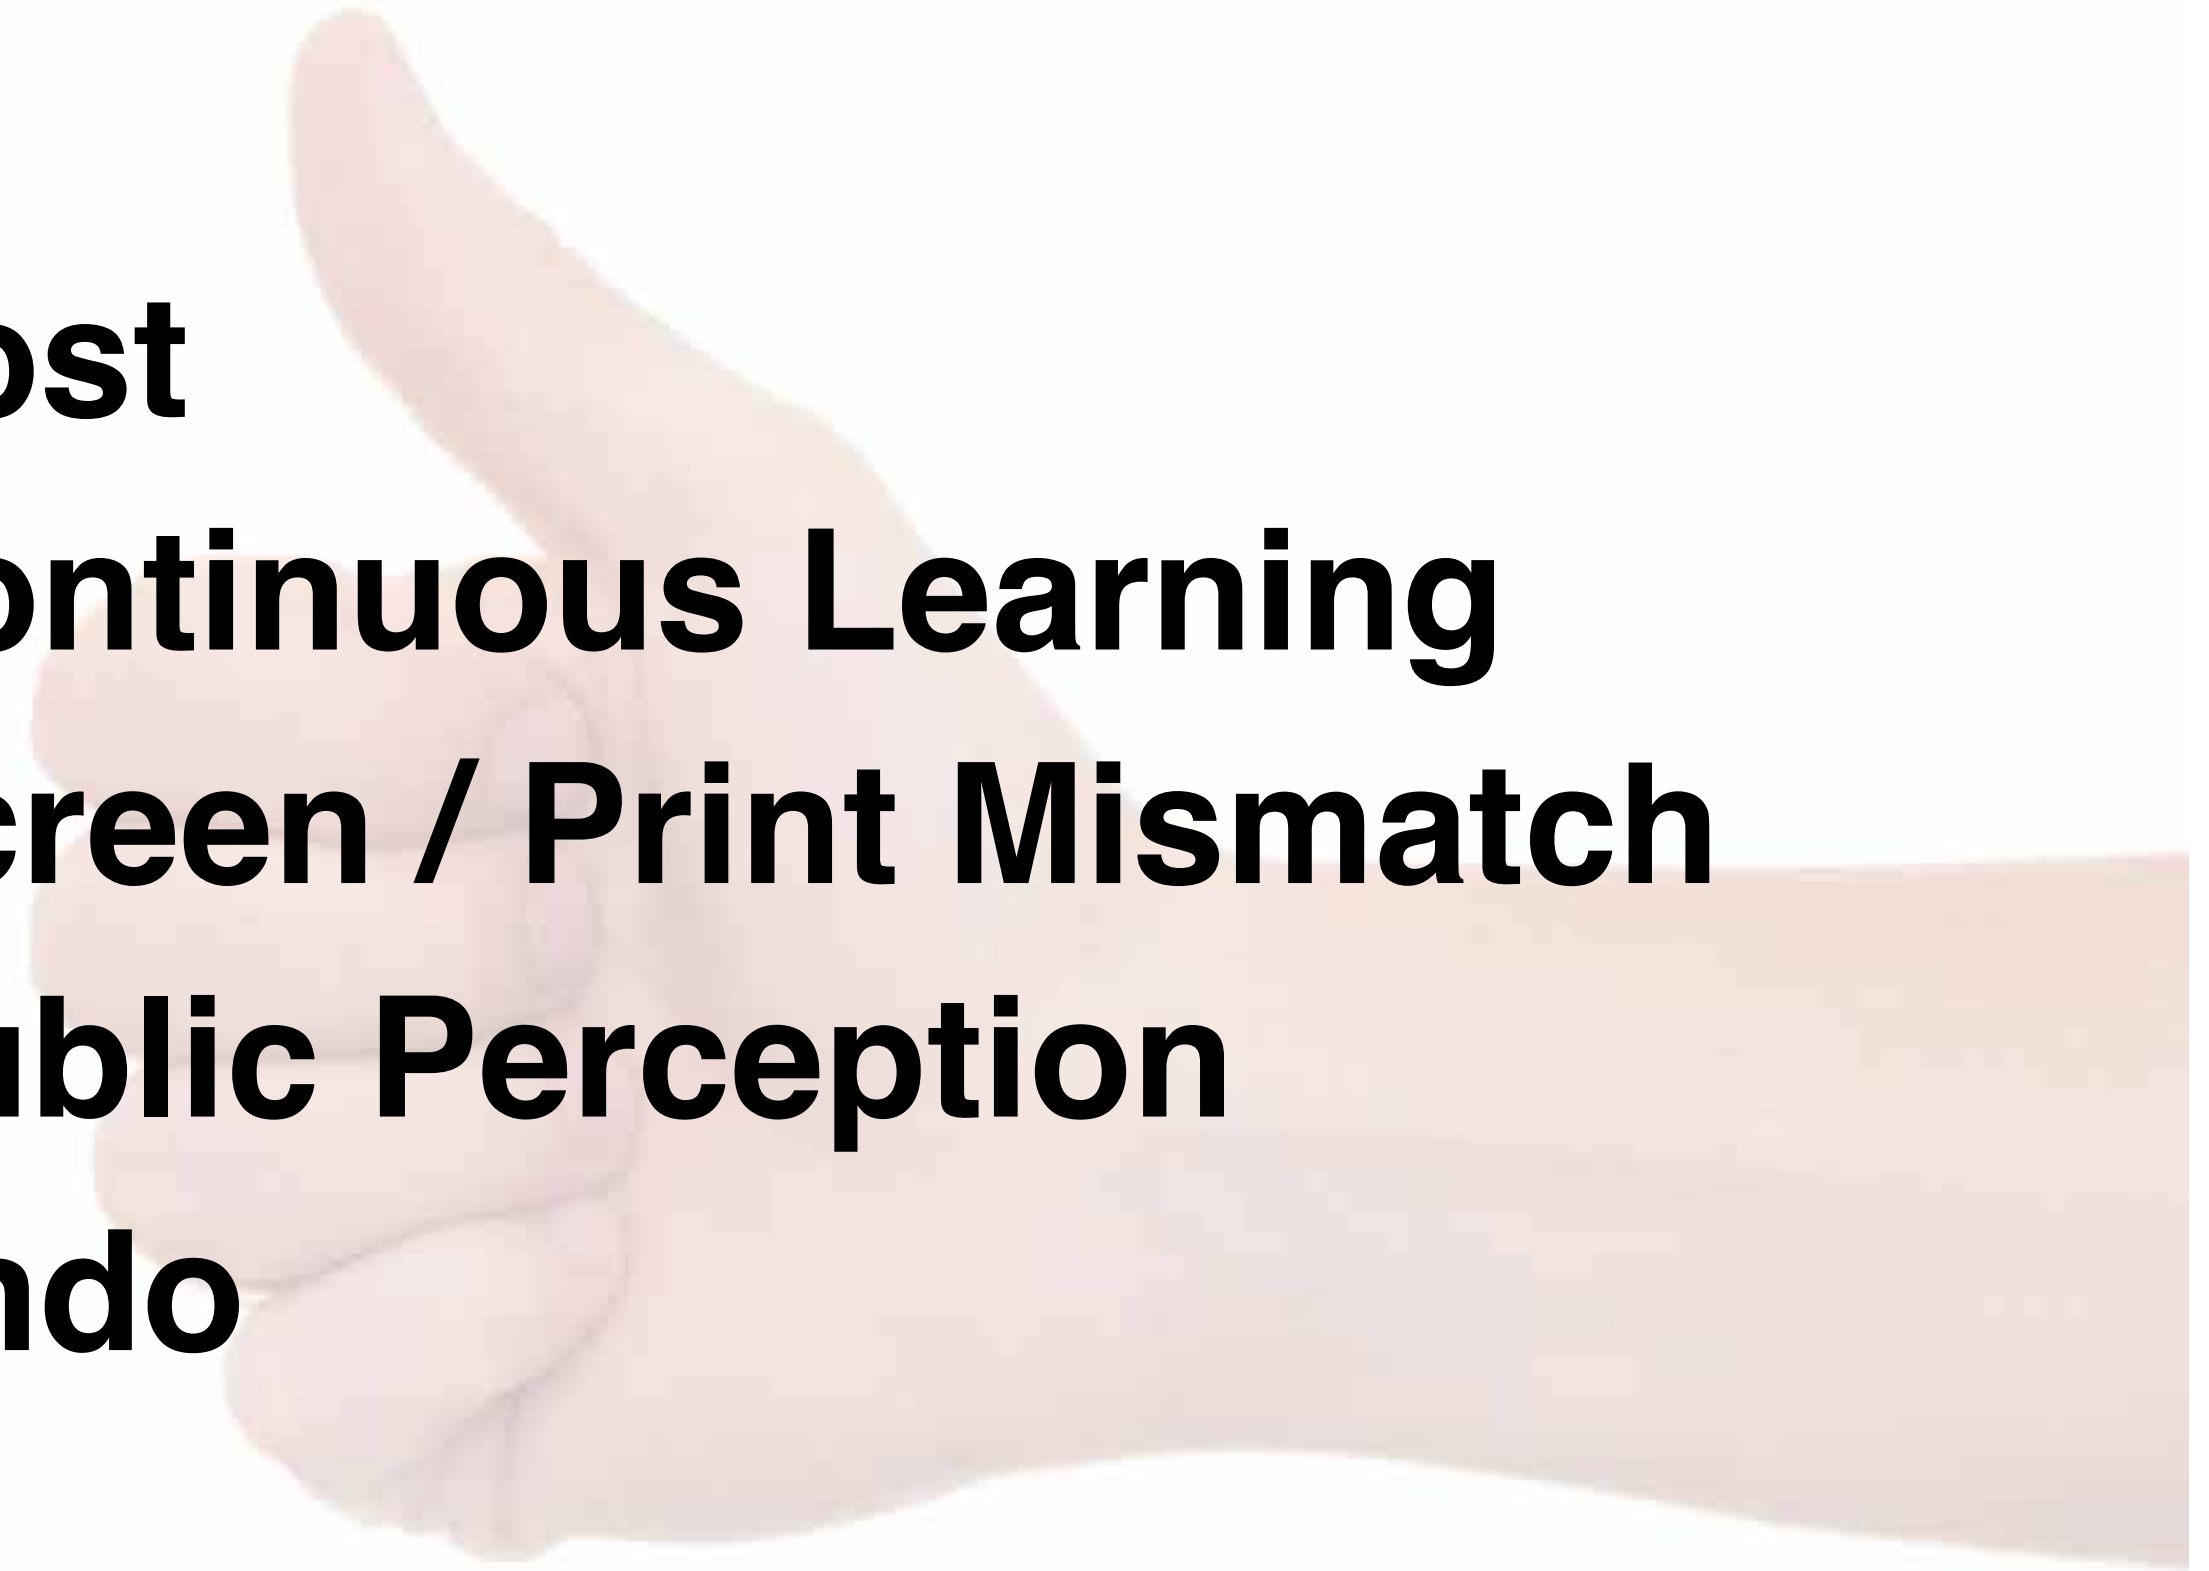 ost
ontinuous Learning
creen / Print Mismatch
ublic Perception
ndo